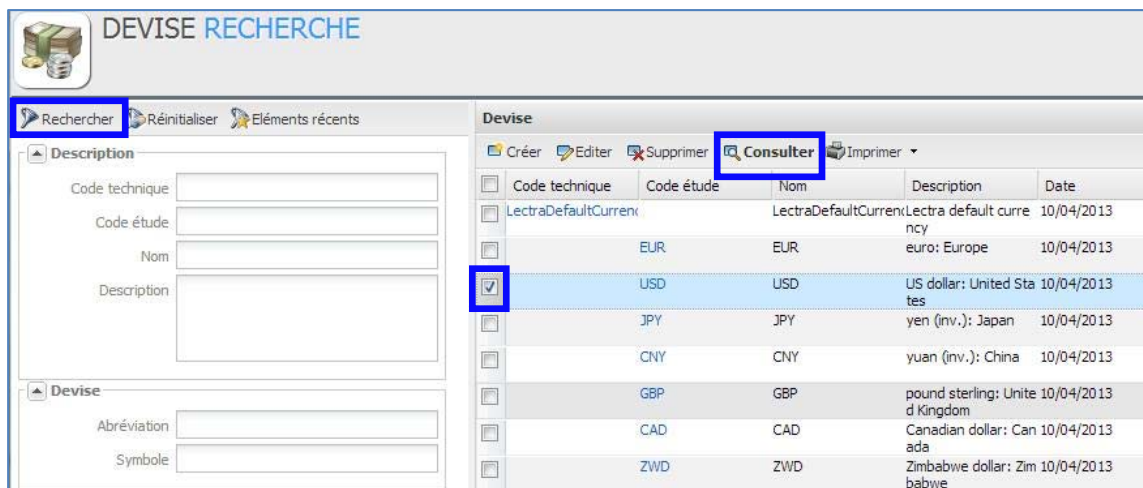 DEVISE RECHERCHE
Rechercher Réinitialiser Eléments récents
Description
Code technique
Code étude
Nom
Description
Devise
Abréviation
Symbole
Devise
Créer Editer Supprimer Consulter Imprimer
Code technique Code étude Nom Description Date
LectraDefaultCurrenc LectraDefaultCurrenc Lectra default curre 10/04/2013
ncy
EUR EUR euro: Europe 10/04/2013
USD USD US dollar: United Sta 10/04/2013
tes
JPY JPY yen (inv.): Japan 10/04/2013
CNY CNY yuan (inv.): China 10/04/2013
GBP GBP pound sterling: Unite 10/04/2013
d Kingdom
CAD CAD Canadian dollar: Can 10/04/2013
ada
ZWD ZWD Zimbabwe dollar: Zim 10/04/2013
babwe